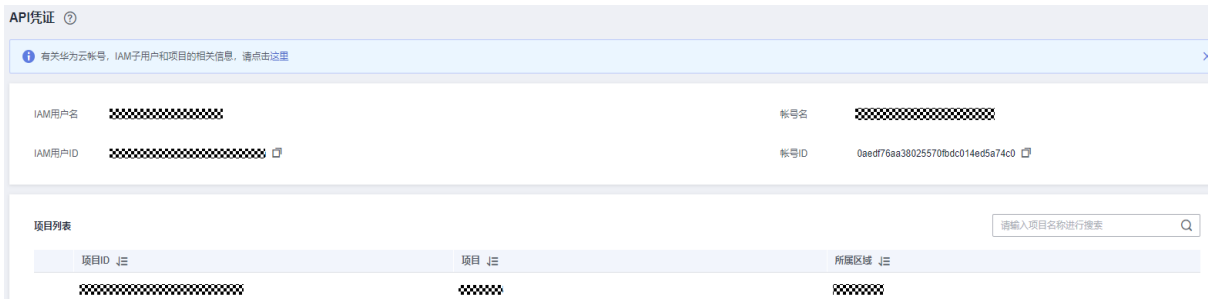 API凭证
有关华为云帐号，IAM子用户和项目的相关信息，请点击这里
IAM用户名
帐号名
IAM用户ID
帐号ID 0aedf76aa38025570fbdc014ed5a74c0
项目列表
请输入项目名称进行搜索
项目ID 项目 所属区域